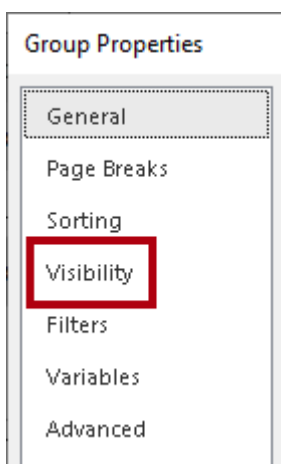 Group Properties
General
Page Breaks
Sorting
Visibility
Filters
Variables
Advanced